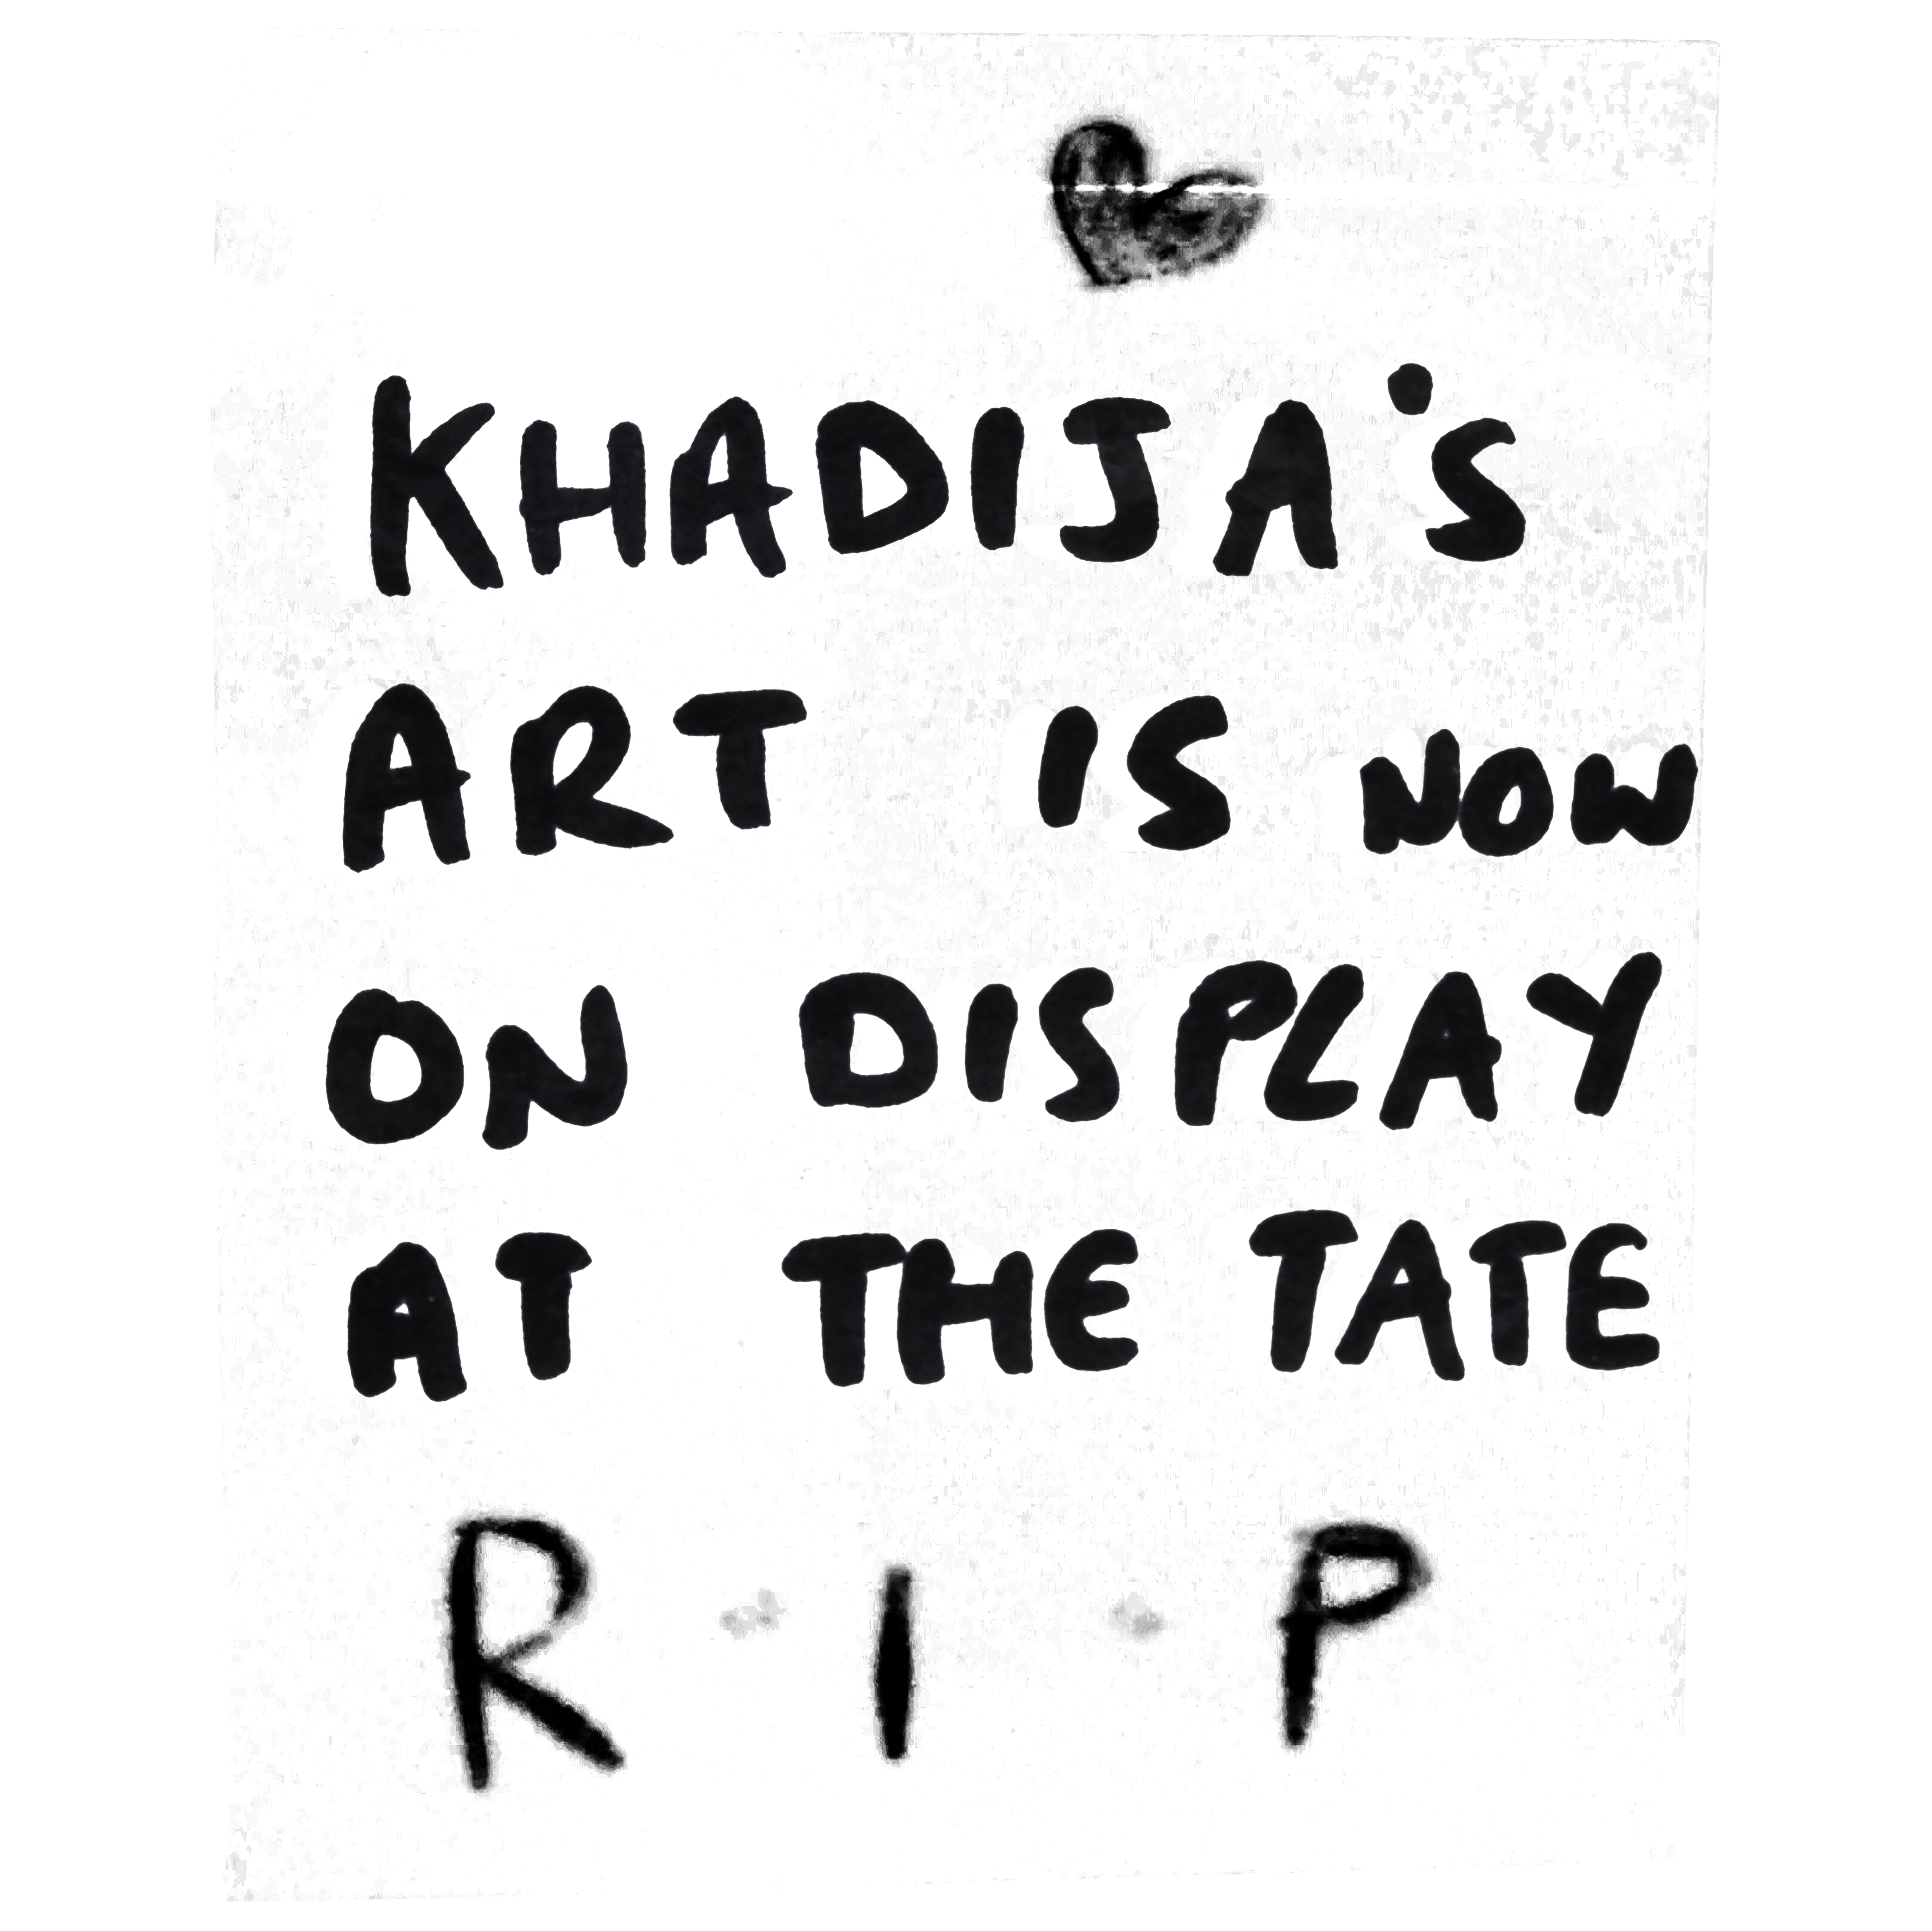 KHADIJA'S
ART IS NOW
ON DISPLAY
AT THE TATE
R·I·P